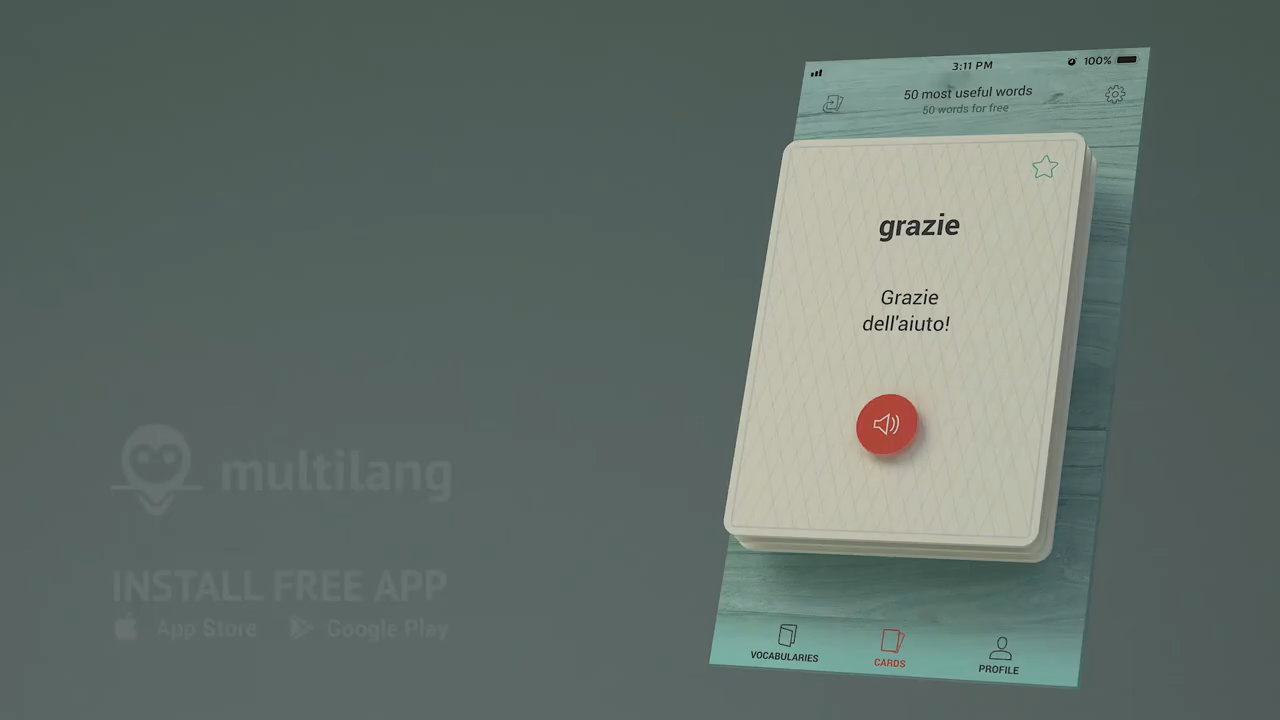 multilang
INSTALL FREE APP
App Store
Google Play
3:11 PM
100%
50 most useful words
50 words for free
grazie
Grazie
dell'aiuto!
VOCABULARIES
CARDS
PROFILE